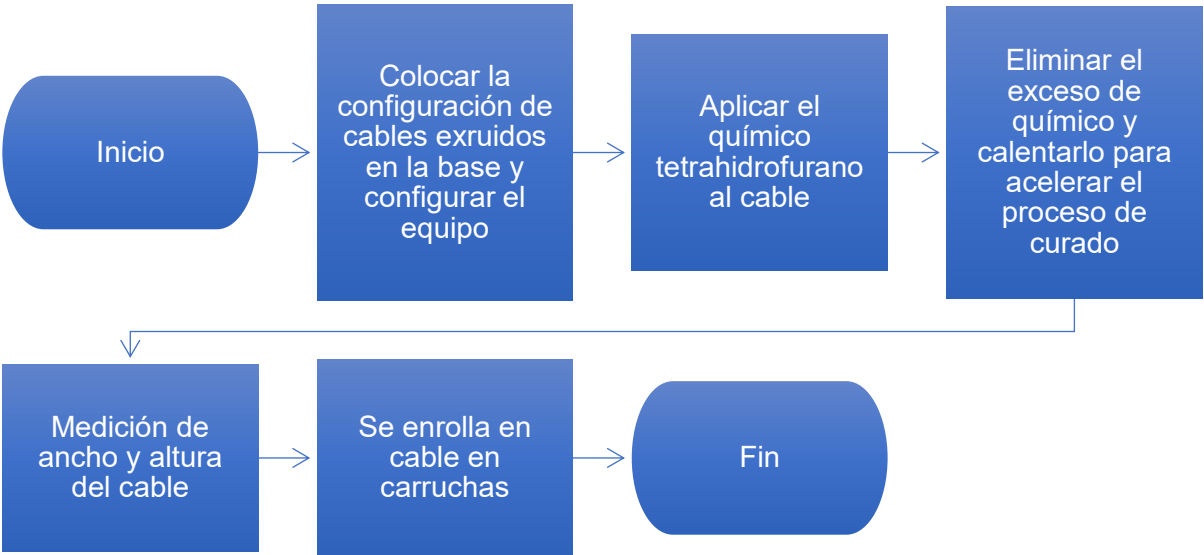 Inicio
Colocar la
configuración de
cables exruidos
en la base y
configurar el
equipo
Aplicar el
químico
tetrahidrofurano
al cable
Eliminar el
exceso de
químico y
calentarlo para
acelerar el
proceso de
curado
Medición de
ancho y altura
del cable
Se enrolla en
cable en
carruchas
Fin